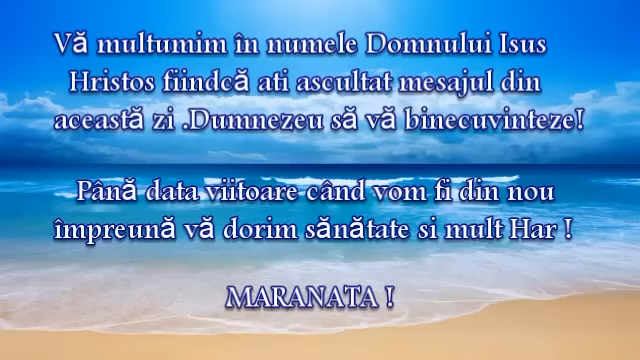 Vă multumim în numele Domnului Isus
Hristos fiindcă ati ascultat mesajul din
această zi .Dumnezeu să vă binecuvinteze!
Până data viitoare când vom fi din nou
împreună vă dorim sănătate si mult Har !
MARANATA !